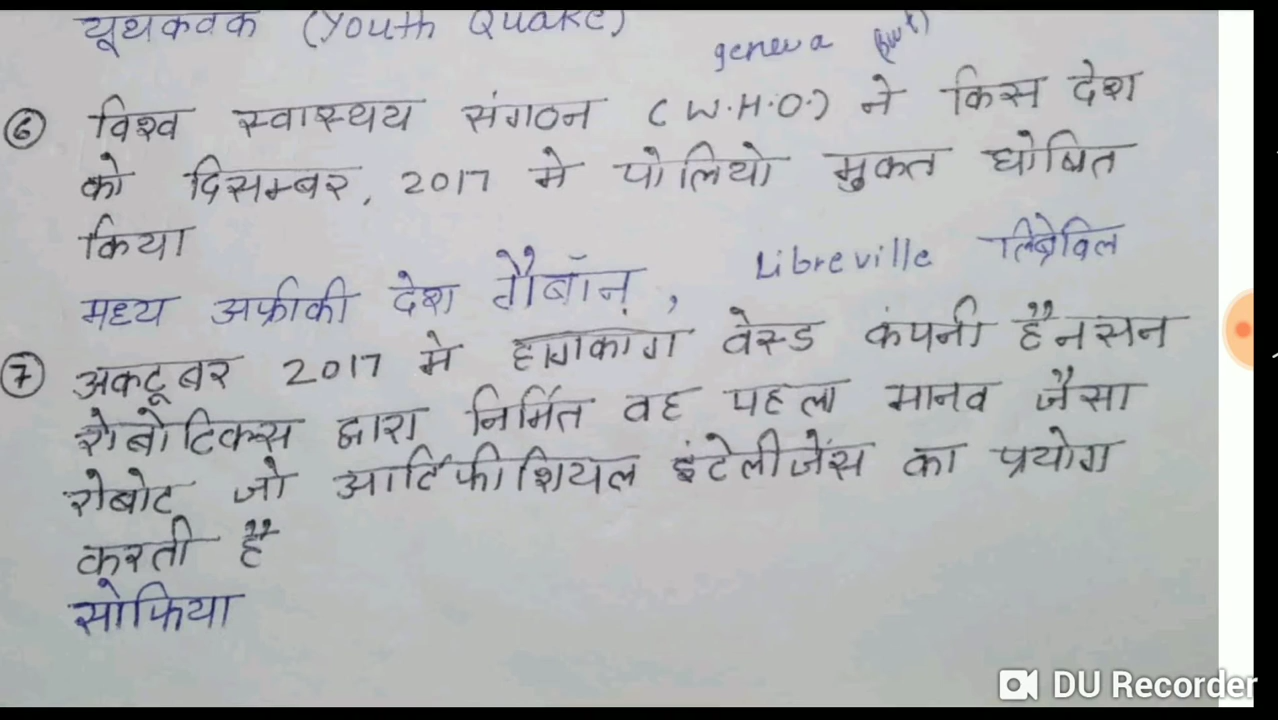 यूथकवक (Youth Quake)
geneva
⑥ विश्व स्वास्थय संगठन (W.H.O.) ने किस देश
को दिसम्बर, 2017 मे पोलियो मुक्त घोषित
किया
Libreville लिब्रेविल
मध्य अफ्रीकी देश गैबॉन,
⑦ अकटूबर 2017 मे हागकांग वेस्ड कंपनी हैनसन
रोबोटिक्स द्वारा निर्मित वह पहला मानव जैसा
रोबोट जो आर्टिफीशियल इंटेलीजेंस का प्रयोग
करती है
सोफिया
DU Recorder